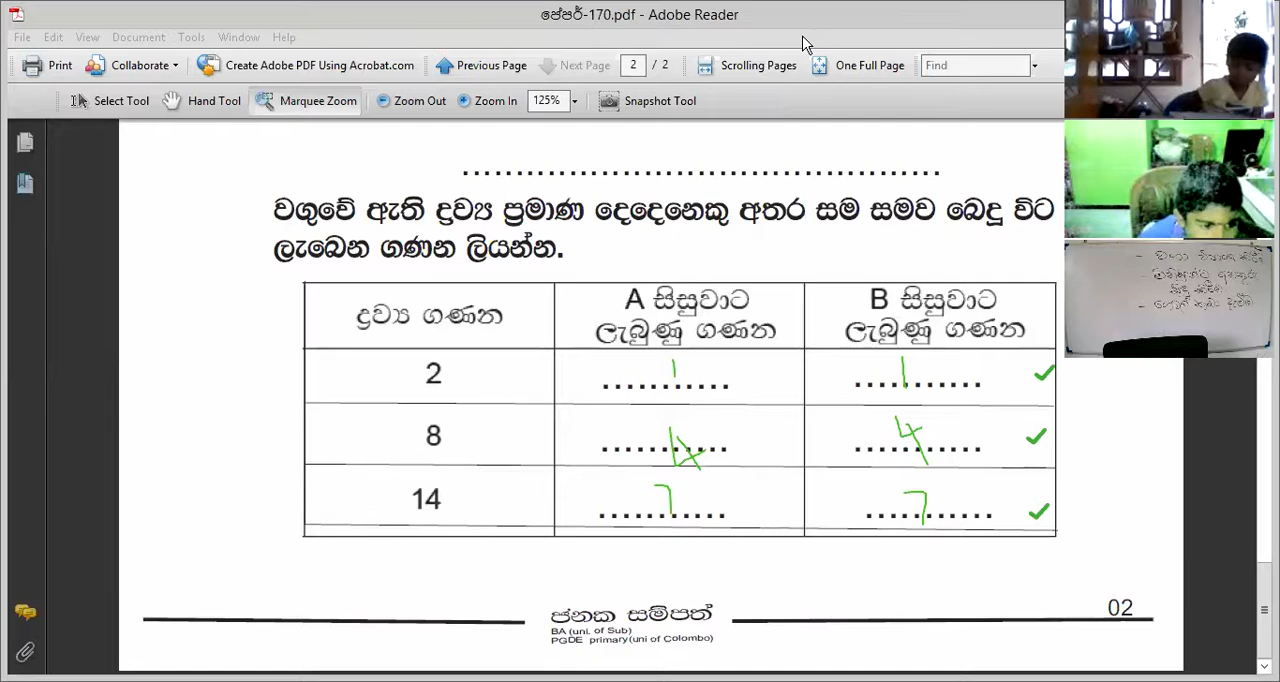 පේපර්-170.pdf - Adobe Reader
File Edit View Document Tools Window Help
Print Collaborate Create Adobe PDF Using Acrobat.com Previous Page Next Page 2 / 2 Scrolling Pages One Full Page Find
Select Tool Hand Tool Marquee Zoom Zoom Out Zoom In 125% Snapshot Tool
වගුවේ ඇති ද්‍රව්‍ය ප්‍රමාණ දෙදෙනෙකු අතර සම සමව බෙදූ විට
ලැබෙන ගණන ලියන්න.
ද්‍රව්‍ය ගණන
A සිසුවාට
ලැබුණු ගණන
B සිසුවාට
ලැබුණු ගණන
2 1 1
8 4 4
14 7 7
02
ජනක සම්පත්
BA (uni. of Sub)
PGDE primary(uni of Colombo)